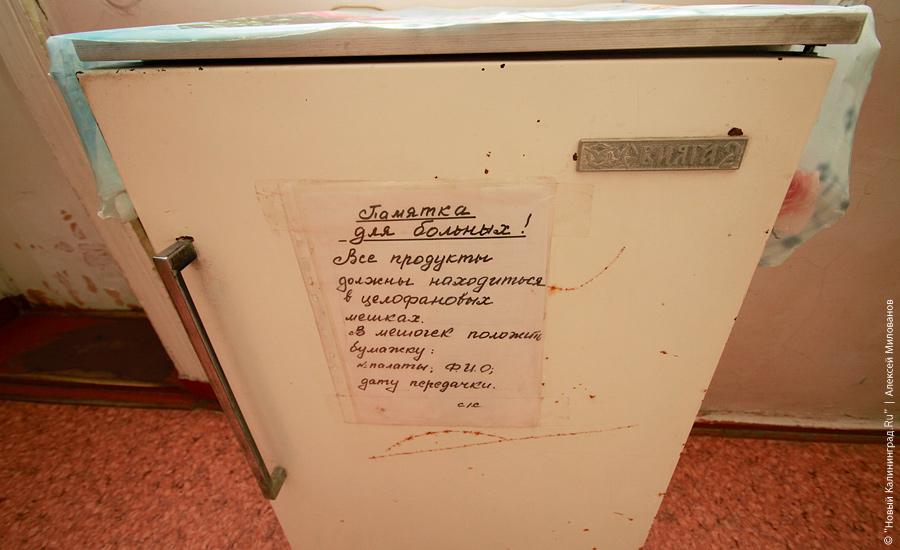 ВЯТКА
Памятка
для больных!
Все продукты
должны находиться
в целофановых
мешках.
В мешочек положить
бумажку:
№ палаты; Ф.И.О;
дату передачки.
с/с
© "Новый Калининград.Ru" | Алексей Милованов